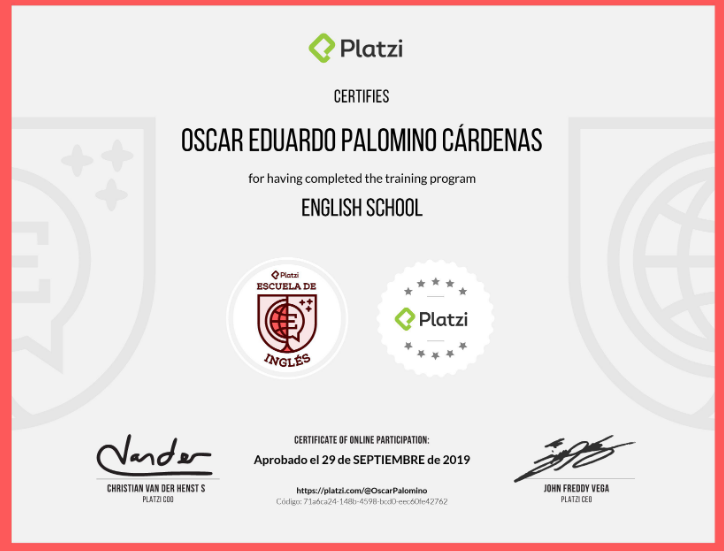 Platzi
CERTIFIES
OSCAR EDUARDO PALOMINO CÁRDENAS
for having completed the training program
ENGLISH SCHOOL
Platzi
ESCUELA DE
E
INGLÉS
Platzi
Vander
CERTIFICATE OF ONLINE PARTICIPATION:
Aprobado el 29 de SEPTIEMBRE de 2019
CHRISTIAN VAN DER HENST S
PLATZI COO
https://platzi.com/@OscarPalomino
Código: 71a6ca24-148b-4598-bcd0-eec60fe42762
JOHN FREDDY VEGA
PLATZI CEO